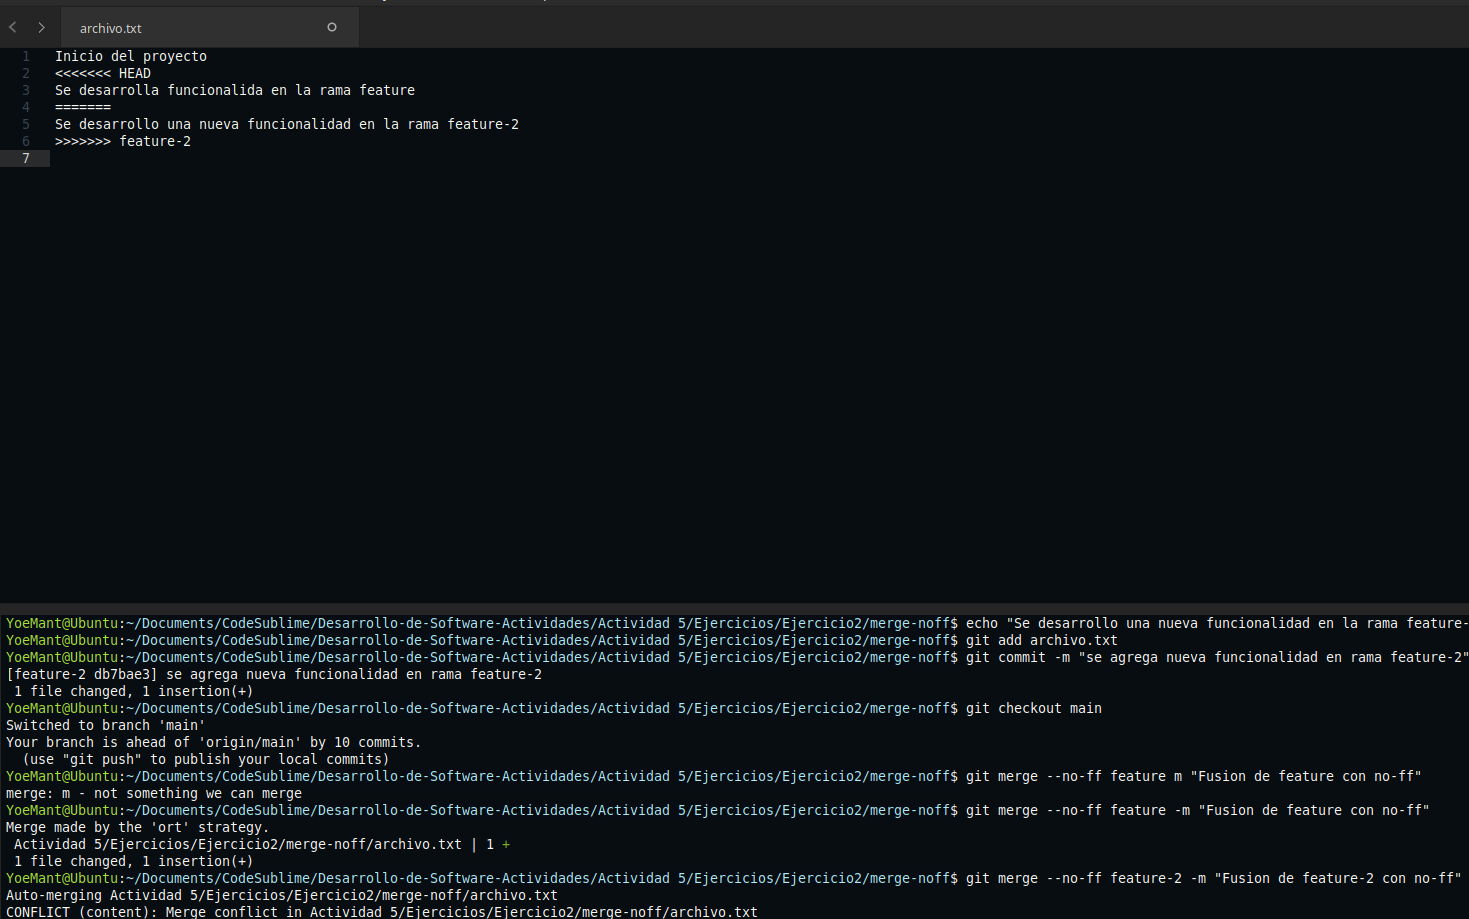 archivo.txt
1 Inicio del proyecto
2 <<<<<<< HEAD
3 Se desarrolla funcionalida en la rama feature
4 =======
5 Se desarrollo una nueva funcionalidad en la rama feature-2
6 >>>>>>> feature-2
7
YoeMant@Ubuntu:~/Documents/CodeSublime/Desarrollo-de-Software-Actividades/Actividad 5/Ejercicios/Ejercicio2/merge-noff$ echo "Se desarrollo una nueva funcionalidad en la rama feature-
YoeMant@Ubuntu:~/Documents/CodeSublime/Desarrollo-de-Software-Actividades/Actividad 5/Ejercicios/Ejercicio2/merge-noff$ git add archivo.txt
YoeMant@Ubuntu:~/Documents/CodeSublime/Desarrollo-de-Software-Actividades/Actividad 5/Ejercicios/Ejercicio2/merge-noff$ git commit -m "se agrega nueva funcionalidad en rama feature-2"
[feature-2 db7bae3] se agrega nueva funcionalidad en rama feature-2
 1 file changed, 1 insertion(+)
YoeMant@Ubuntu:~/Documents/CodeSublime/Desarrollo-de-Software-Actividades/Actividad 5/Ejercicios/Ejercicio2/merge-noff$ git checkout main
Switched to branch 'main'
Your branch is ahead of 'origin/main' by 10 commits.
  (use "git push" to publish your local commits)
YoeMant@Ubuntu:~/Documents/CodeSublime/Desarrollo-de-Software-Actividades/Actividad 5/Ejercicios/Ejercicio2/merge-noff$ git merge --no-ff feature m "Fusion de feature con no-ff"
merge: m - not something we can merge
YoeMant@Ubuntu:~/Documents/CodeSublime/Desarrollo-de-Software-Actividades/Actividad 5/Ejercicios/Ejercicio2/merge-noff$ git merge --no-ff feature -m "Fusion de feature con no-ff"
Merge made by the 'ort' strategy.
 Actividad 5/Ejercicios/Ejercicio2/merge-noff/archivo.txt | 1 +
 1 file changed, 1 insertion(+)
YoeMant@Ubuntu:~/Documents/CodeSublime/Desarrollo-de-Software-Actividades/Actividad 5/Ejercicios/Ejercicio2/merge-noff$ git merge --no-ff feature-2 -m "Fusion de feature-2 con no-ff"
Auto-merging Actividad 5/Ejercicios/Ejercicio2/merge-noff/archivo.txt
CONFLICT (content): Merge conflict in Actividad 5/Ejercicios/Ejercicio2/merge-noff/archivo.txt